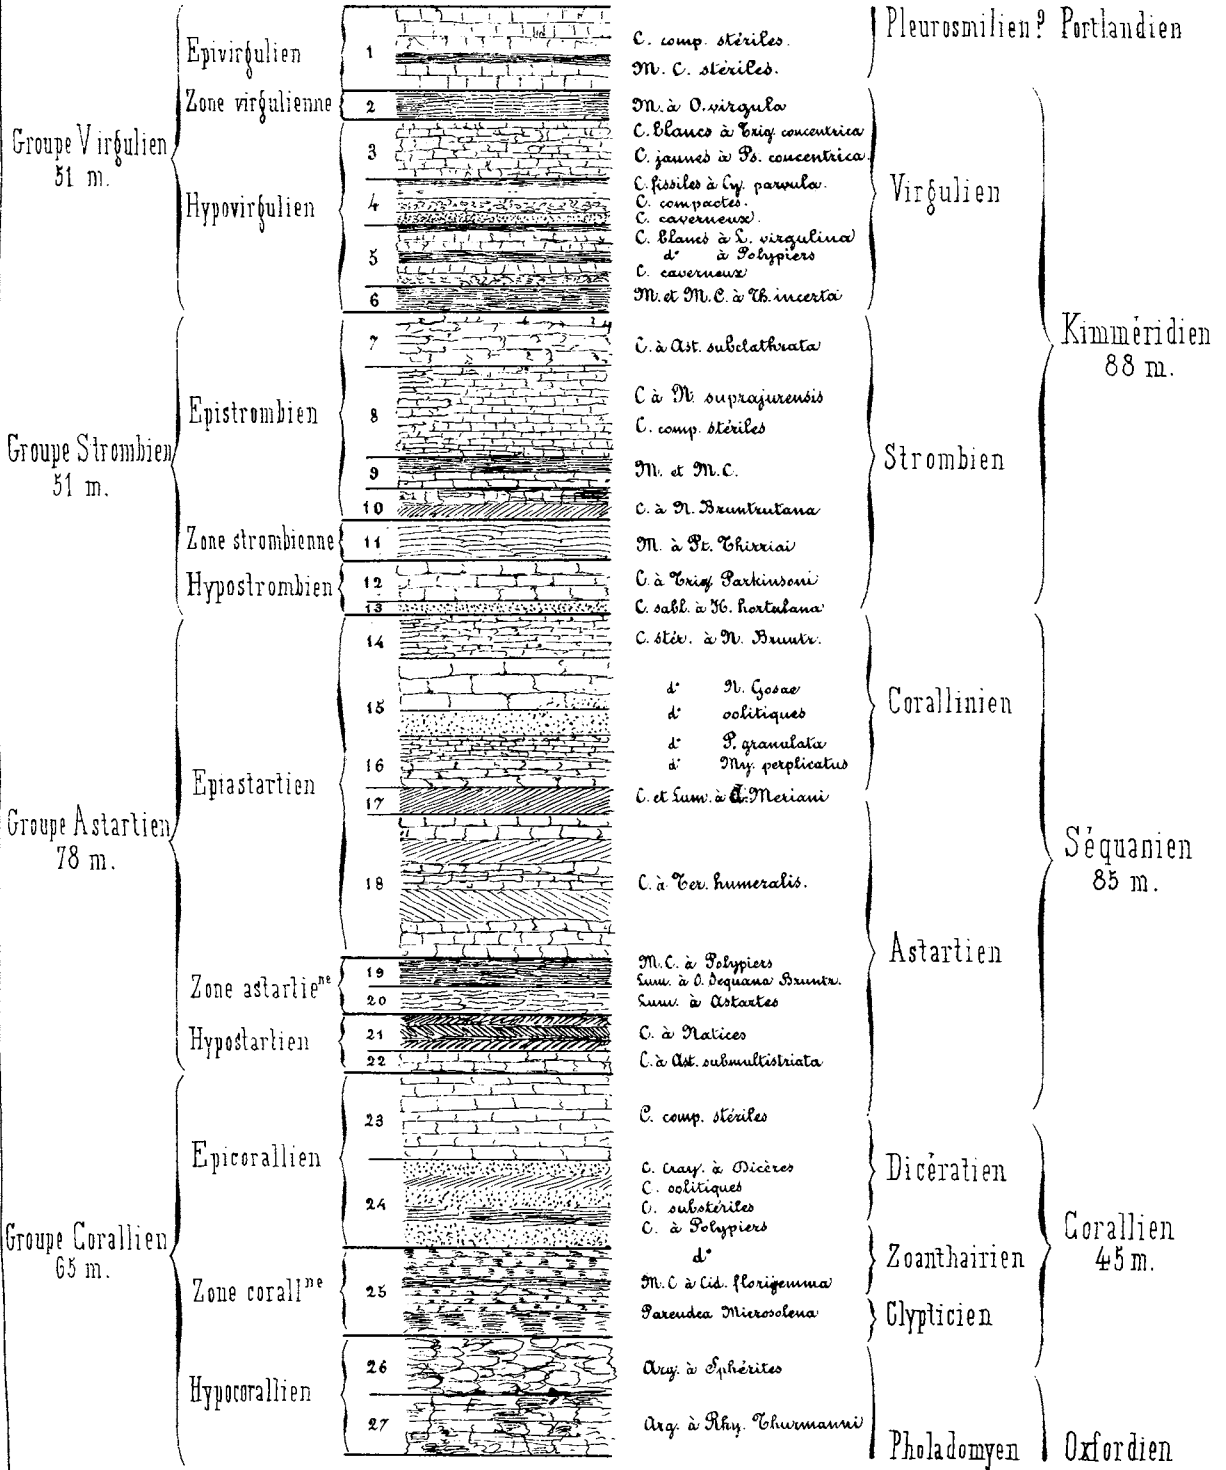 Pleurosmilien? Portlandien
Epivirgulien
1
C. comp. stériles.
M. C. stériles.
Zone virgulienne
2
M. à O. virgula
Groupe Virgulien
51 m.
3
C. blancs à Trig. concentrica
C. jaunes à Ps. concentrica.
Hypovirgulien
4
C. fissiles à Cy. parvula.
C. compactes.
C. caverneux.
5
C. blancs à L. virgulina
d° à Polypiers
C. caverneux
6
M. et M.C. à Th. incerta
Virgulien
Kimméridien
88 m.
7
C. à Ast. subclathrata
Epistrombien
8
C à N. suprajurensis
C. comp. stériles
Groupe Strombien
51 m.
9
M. et M.C.
10
C. à N. Bruntrutana
Zone strombienne
11
M. à Pt. Thirriai
Hypostrombien
12
C. à Trig. Parkinsoni
13
C. sabl. à H. hortulana
Strombien
14
C. stér. à N. Bruntr.
15
d° N. Gosae
d° oolitiques
Corallinien
16
d° P. granulata
d° My. perplicatus
Epiastartien
17
C. et Lum. à A. Meriani
Groupe Astartien
78 m.
18
C. à Ter. humeralis.
Séquanien
85 m.
Astartien
Zone astartie^ne
19
M.C. à Polypiers
Lum. à O. Sequana Bruntr.
20
Lum. à Astartes
Hypostartien
21
C. à Natices
22
C. à Ast. submultistriata
23
C. comp. stériles
Epicorallien
24
C. cray. à Dicères
C. oolitiques
C. substériles
C. à Polypiers
Dicératien
Groupe Corallien
65 m.
Zone corall^ne
25
d°
M.C à Cid. florigemma
Pareudea Microsolena
Zoanthairien
Glypticien
Corallien
45 m.
Hypocorallien
26
Arg. à Sphérites
27
Arg. à Rhy. Thurmanni
Pholadomyen
Oxfordien